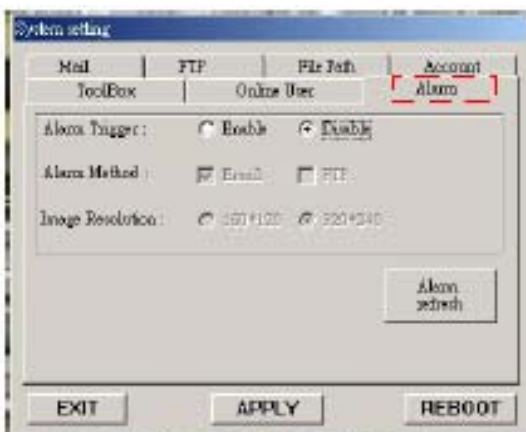 System setting
Mail FTP File Path Account
ToolBox Online User Alarm
Alarm Trigger : Enable Disable
Alarm Method : Email FTP
Image Resolution : 160*120 320*240
Alarm
refresh
EXIT APPLY REBOOT